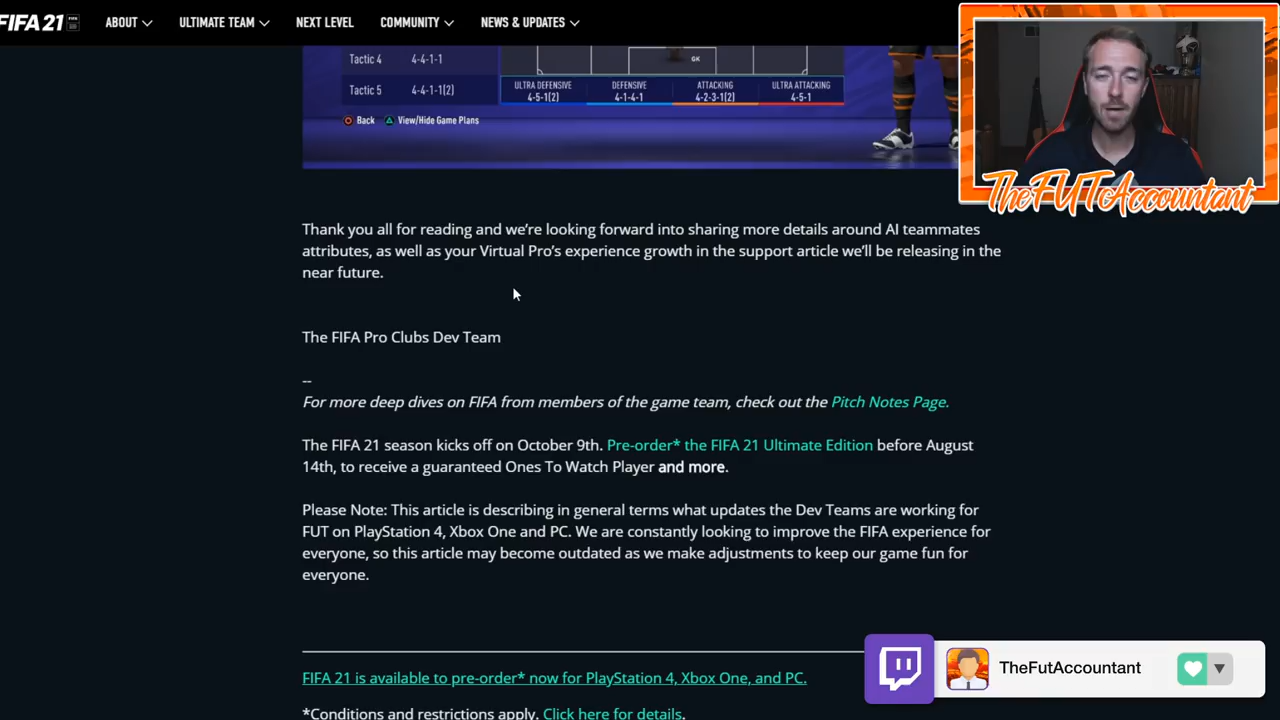 FIFA 21 ABOUT ULTIMATE TEAM NEXT LEVEL COMMUNITY NEWS & UPDATES
Tactic 4 4-4-1-1
GK
Tactic 5 4-4-1-1(2)
ULTRA DEFENSIVE DEFENSIVE ATTACKING ULTRA ATTACKING
4-5-1(2) 4-1-4-1 4-2-3-1(2) 4-5-1
Back View/Hide Game Plans
TheFUTAccountant
Thank you all for reading and we're looking forward into sharing more details around AI teammates
attributes, as well as your Virtual Pro's experience growth in the support article we'll be releasing in the
near future.
The FIFA Pro Clubs Dev Team
--
For more deep dives on FIFA from members of the game team, check out the Pitch Notes Page.
The FIFA 21 season kicks off on October 9th. Pre-order* the FIFA 21 Ultimate Edition before August
14th, to receive a guaranteed Ones To Watch Player and more.
Please Note: This article is describing in general terms what updates the Dev Teams are working for
FUT on PlayStation 4, Xbox One and PC. We are constantly looking to improve the FIFA experience for
everyone, so this article may become outdated as we make adjustments to keep our game fun for
everyone.
TheFutAccountant
FIFA 21 is available to pre-order* now for PlayStation 4, Xbox One, and PC.
*Conditions and restrictions apply. Click here for details.